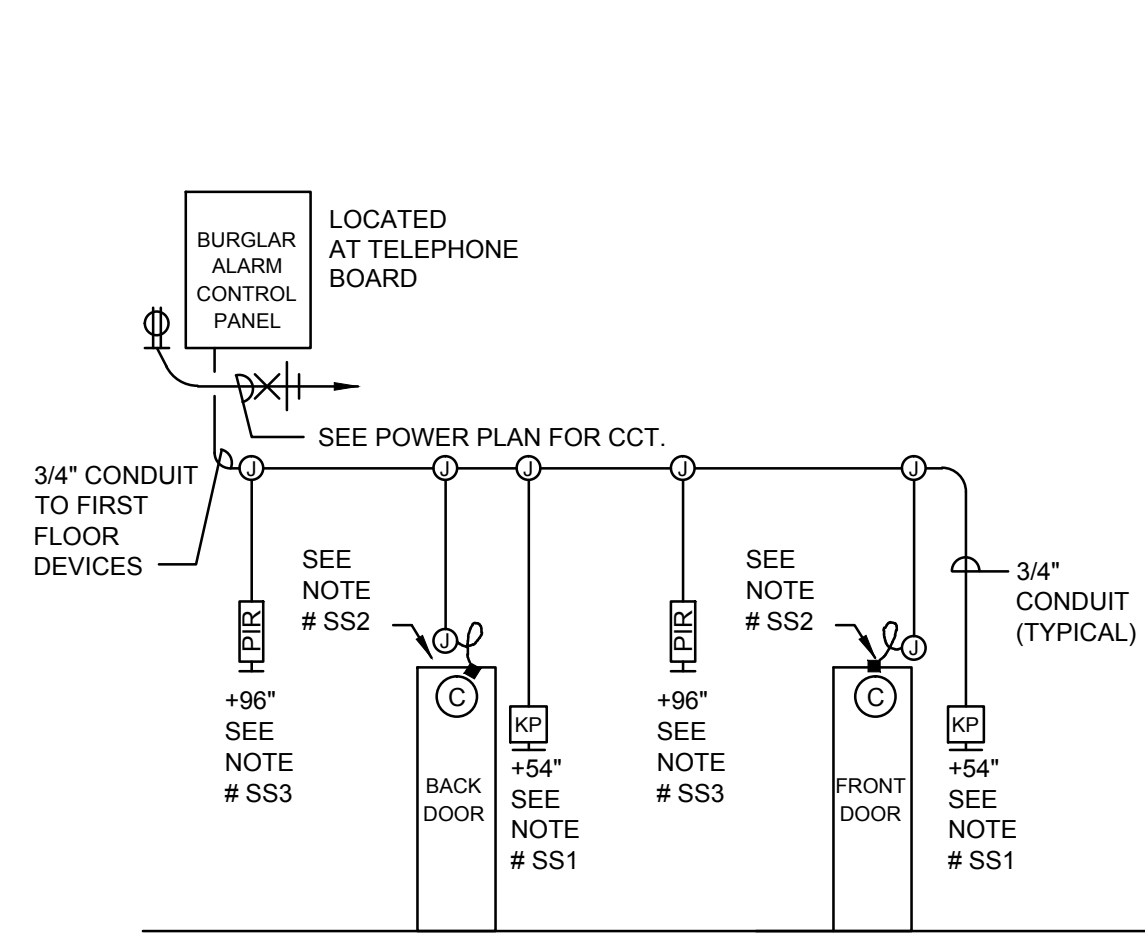 BURGLAR
ALARM
CONTROL
PANEL
LOCATED
AT TELEPHONE
BOARD
SEE POWER PLAN FOR CCT.
3/4" CONDUIT
TO FIRST
FLOOR
DEVICES
J
J
J
J
J
SEE
NOTE
# SS2
SEE
NOTE
# SS2
3/4"
CONDUIT
(TYPICAL)
PIR
J
PIR
J
C
C
+96"
SEE
NOTE
# SS3
KP
+54"
SEE
NOTE
# SS1
BACK
DOOR
+96"
SEE
NOTE
# SS3
FRONT
DOOR
KP
+54"
SEE
NOTE
# SS1